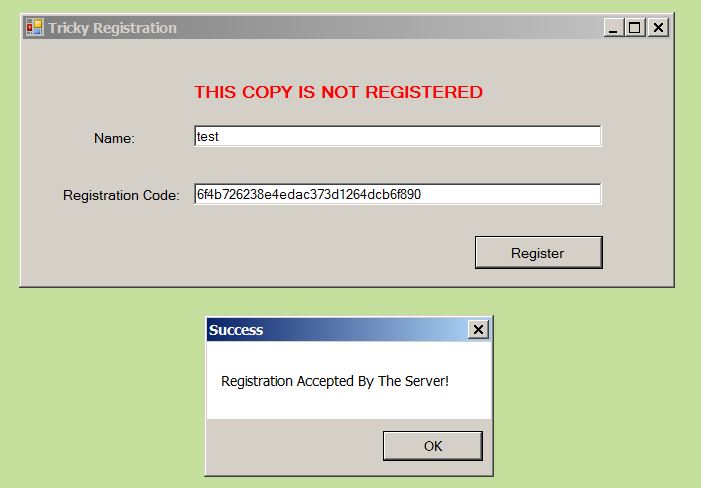 Tricky Registration
THIS COPY IS NOT REGISTERED
Name: test
Registration Code: 6f4b726238e4edac373d1264dcb6f890
Register
Success
Registration Accepted By The Server!
OK